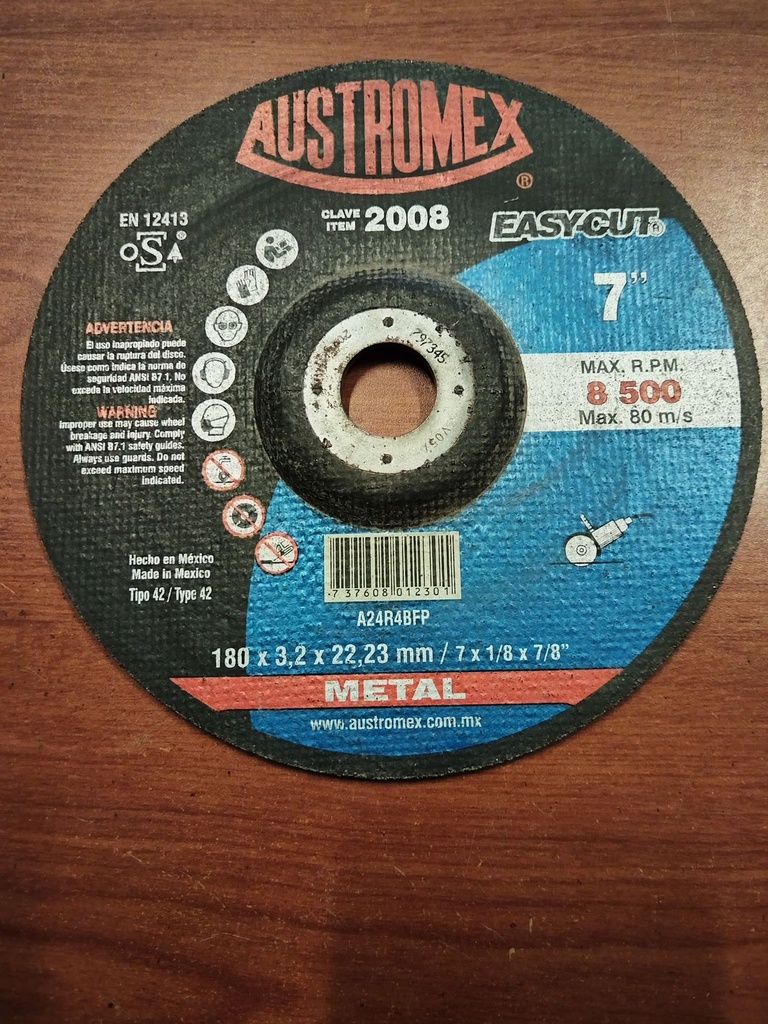 AUSTROMEX
®
EN 12413
oSa®
CLAVE
ITEM 2008
EASY-CUT®
7"
ADVERTENCIA
El uso inapropiado puede
causar la ruptura del disco.
Úsese como indica la norma de
seguridad ANSI B7.1. No
exceda la velocidad máxima
indicada.
WARNING
Improper use may cause wheel
breakage and injury. Comply
with ANSI B7.1 safety guides.
Always use guards. Do not
exceed maximum speed
indicated.
797345
V05/
MAX. R.P.M.
8 500
Max. 80 m/s
Hecho en México
Made in Mexico
Tipo 42 / Type 42
7 37608 01230 1
A24R4BFP
180 x 3,2 x 22,23 mm / 7 x 1/8 x 7/8"
METAL
www.austromex.com.mx